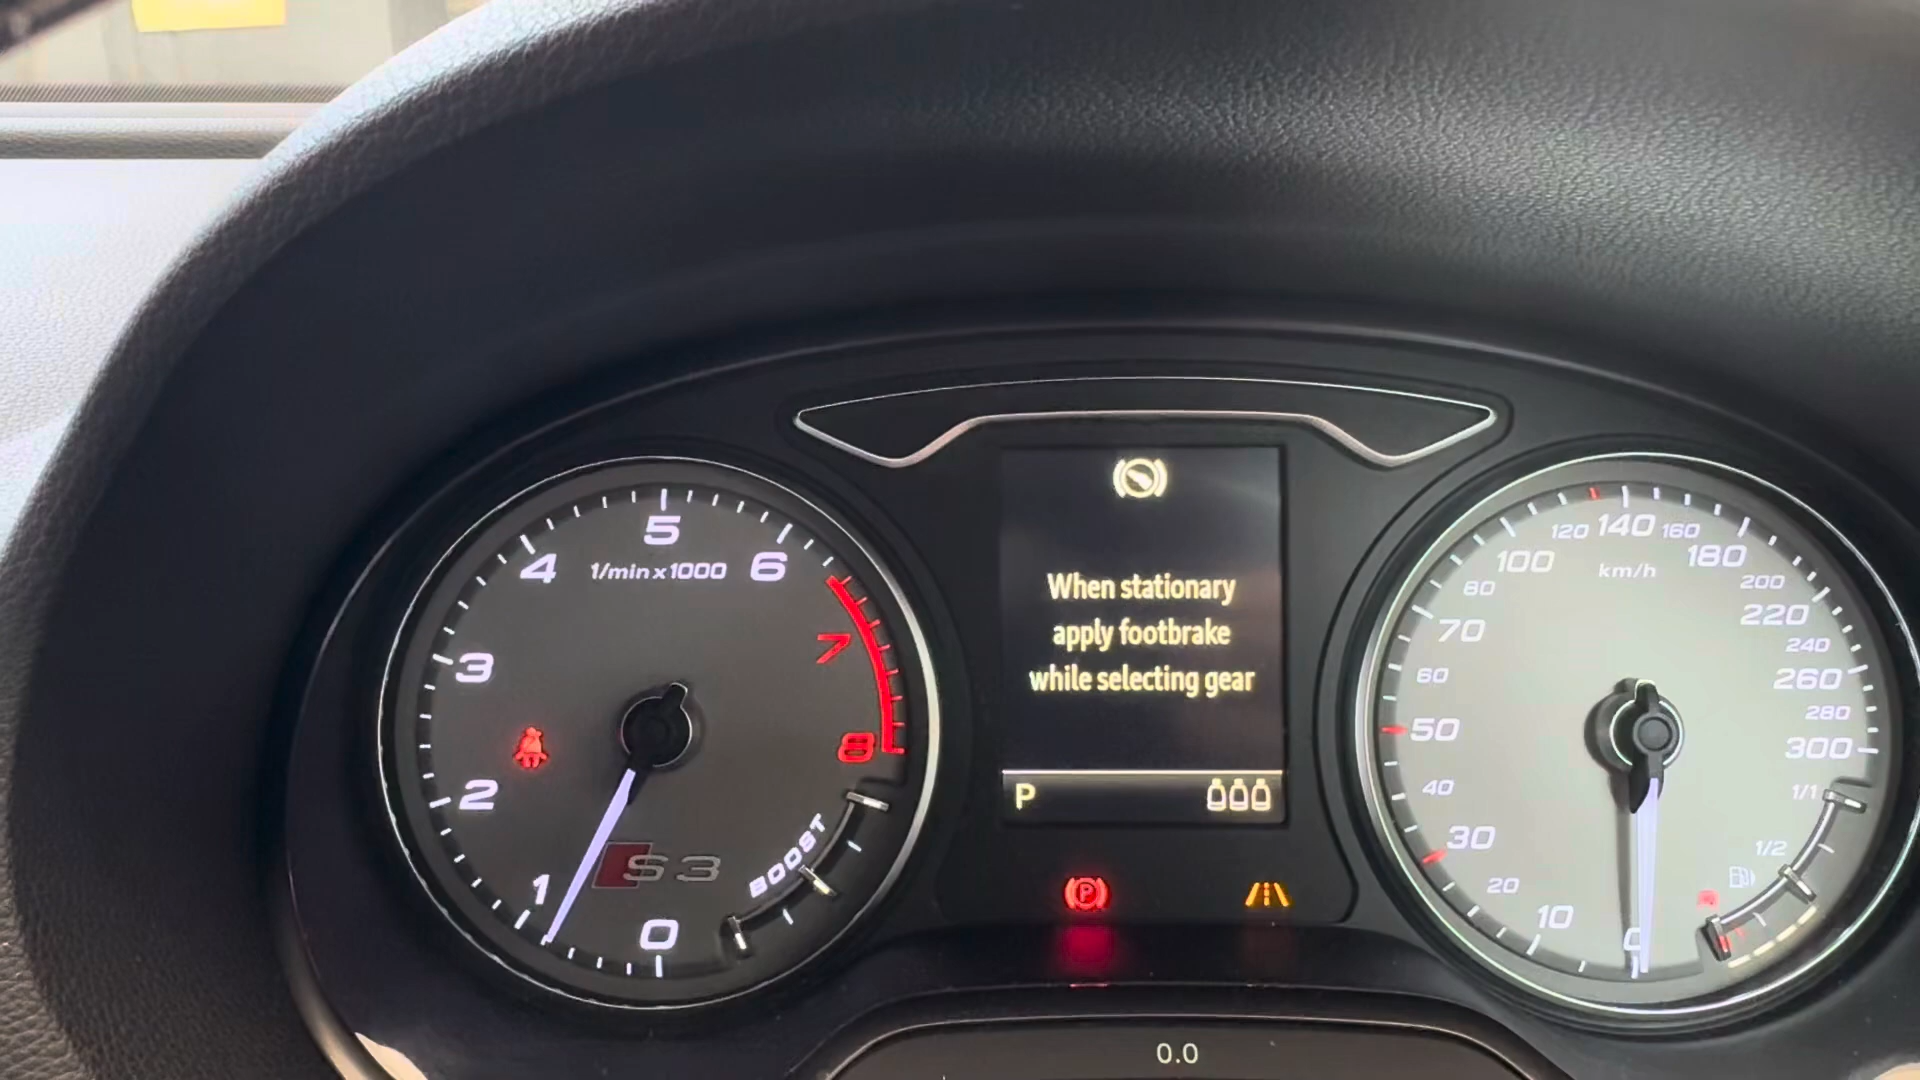 5
4
1/min x 1000
6
3
7
2
8
1
S3
BOOST
0
When stationary
apply footbrake
while selecting gear
P
P
120 140 160
100
180
km/h
80
200
70
220
240
60
260
280
50
300
40
1/1
30
1/2
20
10
0
0.0